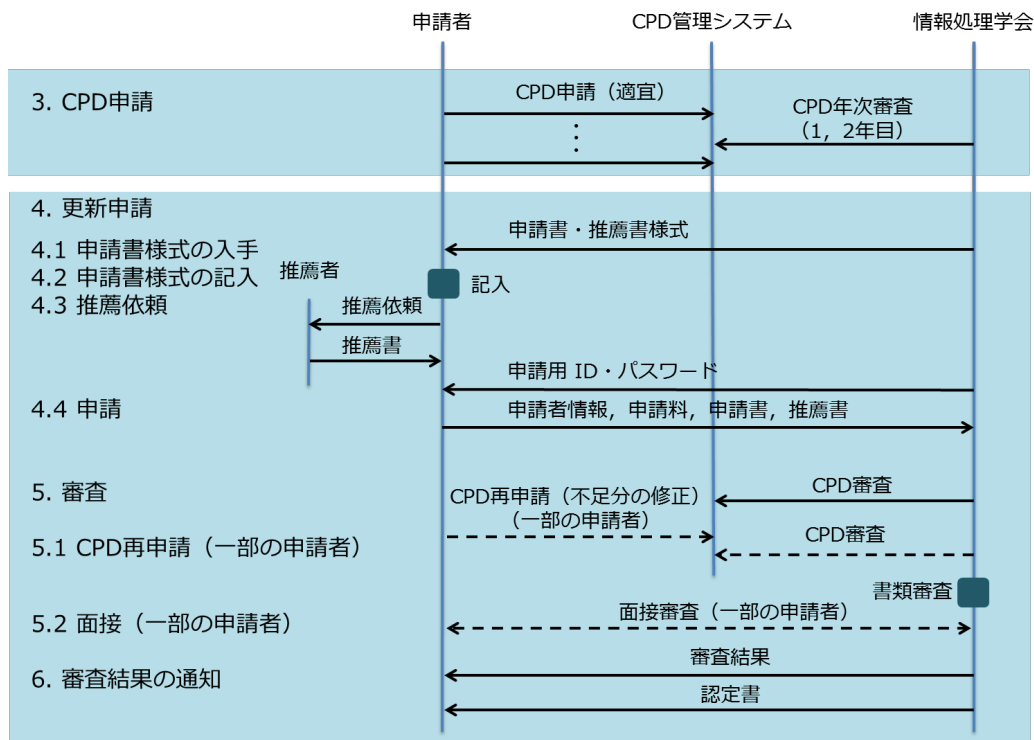 申請者
CPD管理システム
情報処理学会
3. CPD申請
CPD申請（適宜）
CPD年次審査
（1，2年目）
4. 更新申請
4.1 申請書様式の入手
申請書・推薦書様式
4.2 申請書様式の記入
推薦者
記入
4.3 推薦依頼
推薦依頼
推薦書
申請用 ID・パスワード
4.4 申請
申請者情報，申請料，申請書，推薦書
5. 審査
CPD再申請（不足分の修正）
（一部の申請者）
CPD審査
5.1 CPD再申請（一部の申請者）
CPD審査
書類審査
5.2 面接（一部の申請者）
面接審査（一部の申請者）
審査結果
6. 審査結果の通知
認定書